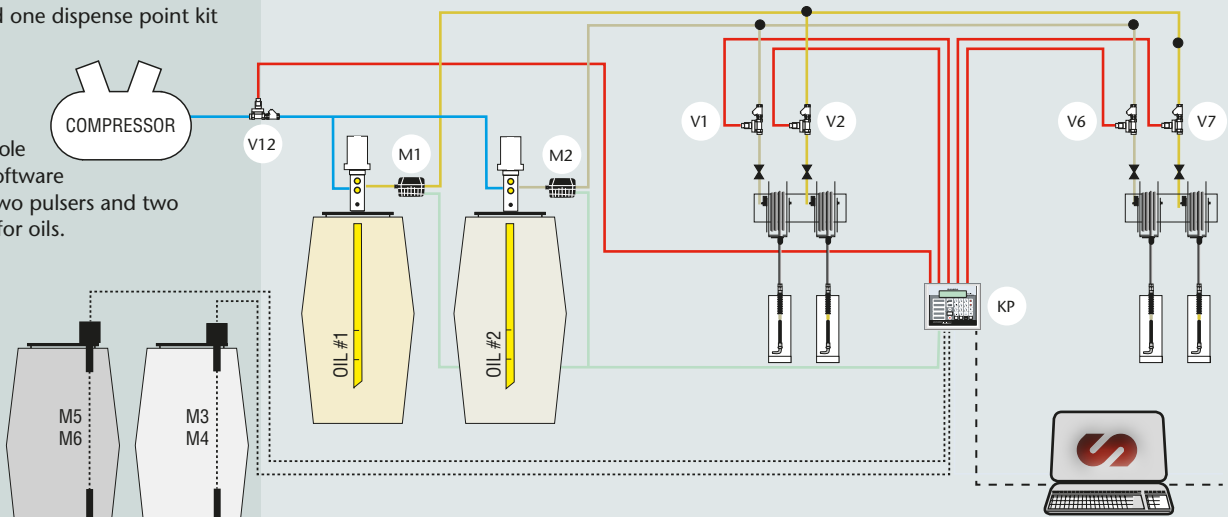 d one dispense point kit
COMPRESSOR
V12
ole
oftware
wo pulsers and two
for oils.
M1
M2
V1
V2
V6
V7
KP
OIL #1
OIL #2
M5
M6
M3
M4